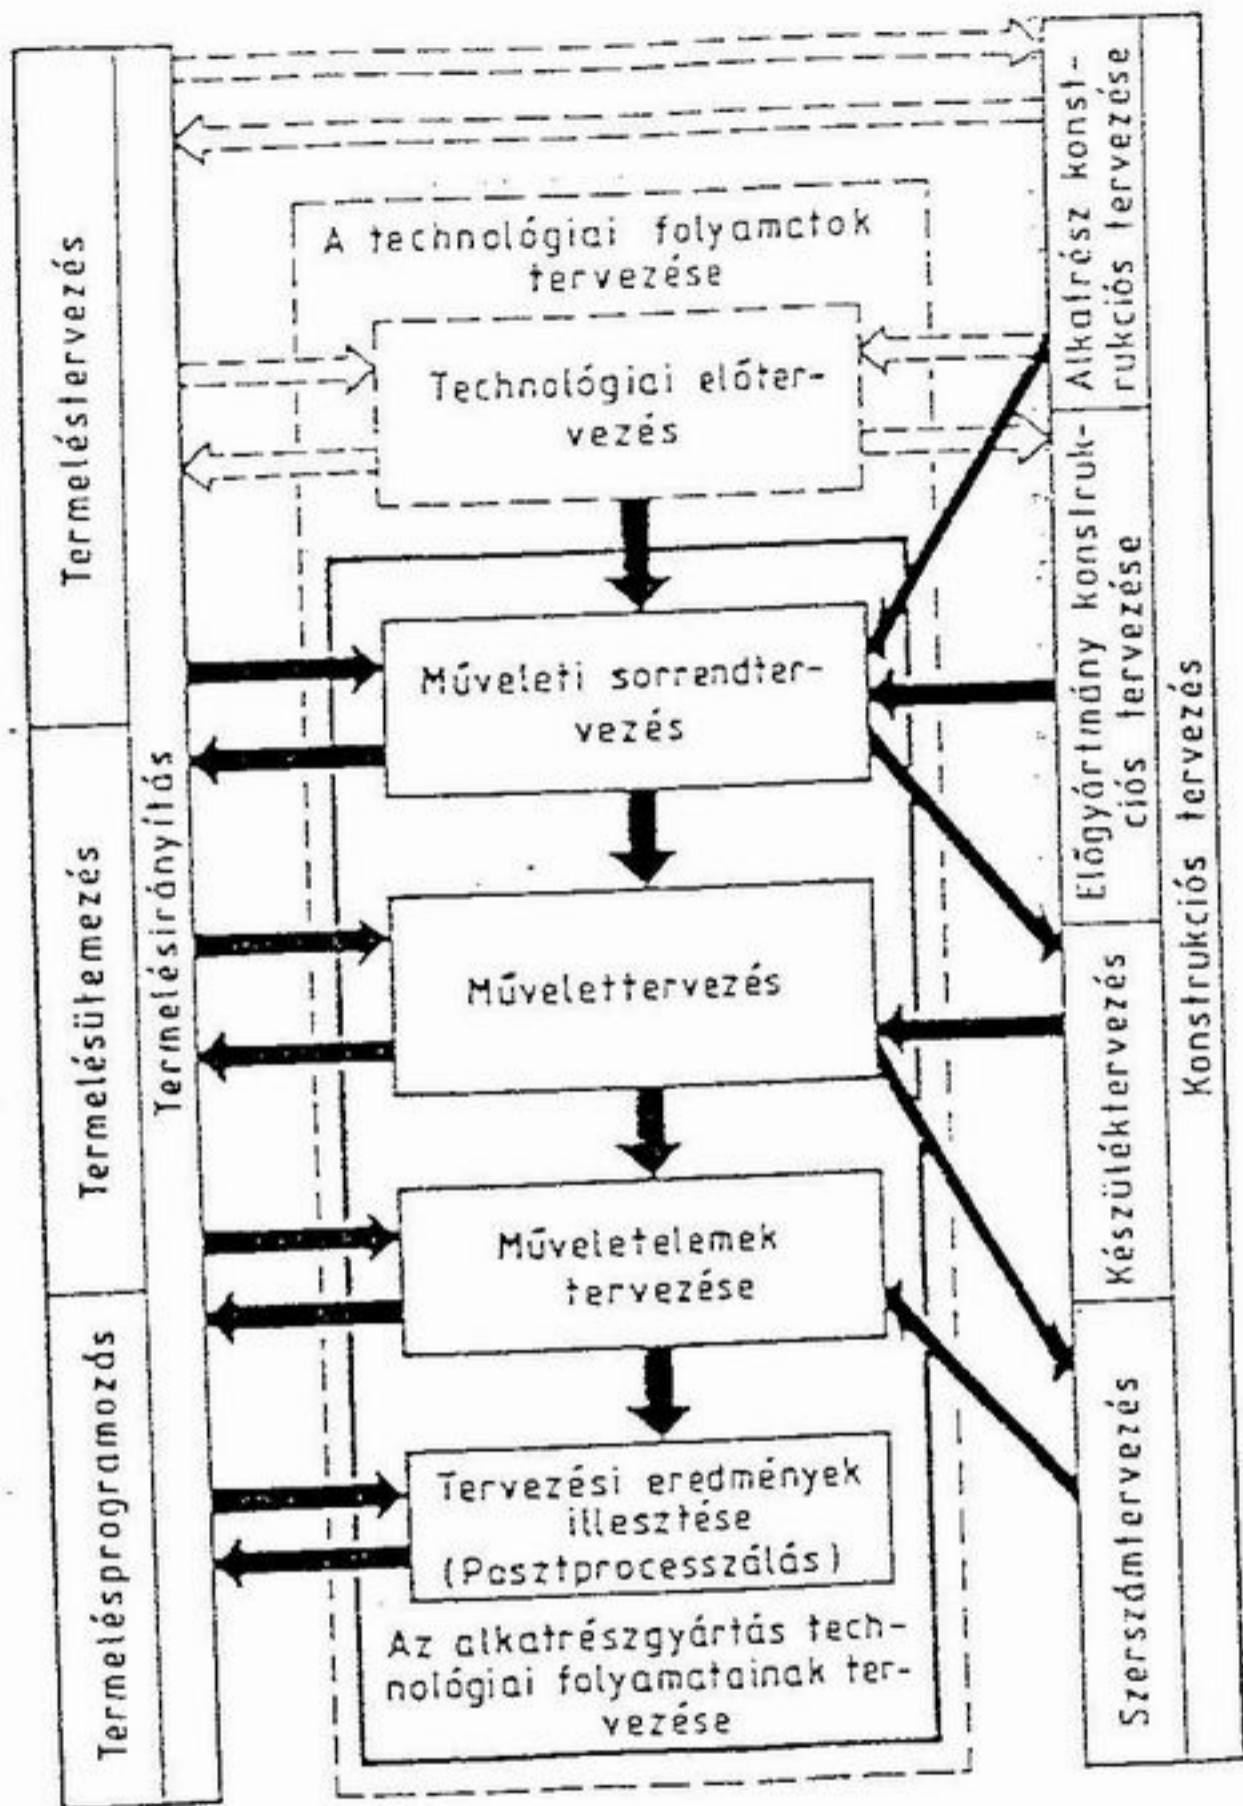 Termeléstervezés
Termelésütemezés
Termelésprogramozás
Termelésirányítás
A technológiai folyamatok
tervezése
Technológiai előter-
vezés
Műveleti sorrendter-
vezés
Művelettervezés
Műveletelemek
tervezése
Tervezési eredmények
illesztése
(Posztprocesszálás)
Az alkatrészgyártás tech-
nológiai folyamatainak ter-
vezése
Alkatrész konst-
rukciós tervezése
Előgyártmány konstruk-
ciós tervezése
Készüléktervezés
Szerszámtervezés
Konstrukciós tervezés